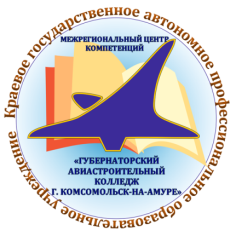 Краевое государственное автономное профессиональное образовательное учреждение
МЕЖРЕГИОНАЛЬНЫЙ ЦЕНТР
КОМПЕТЕНЦИЙ
«ГУБЕРНАТОРСКИЙ
АВИАСТРОИТЕЛЬНЫЙ
КОЛЛЕДЖ
Г. КОМСОМОЛЬСК-НА-АМУРЕ»